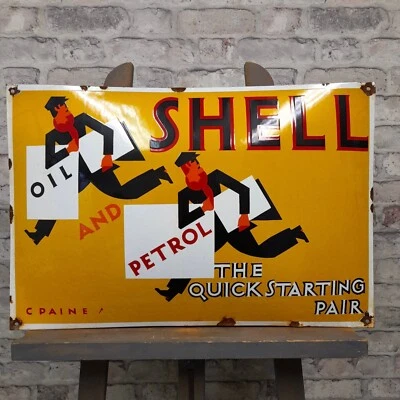 SHELL
OIL
AND
PETROL
THE
QUICK STARTING
PAIR
C PAINE !